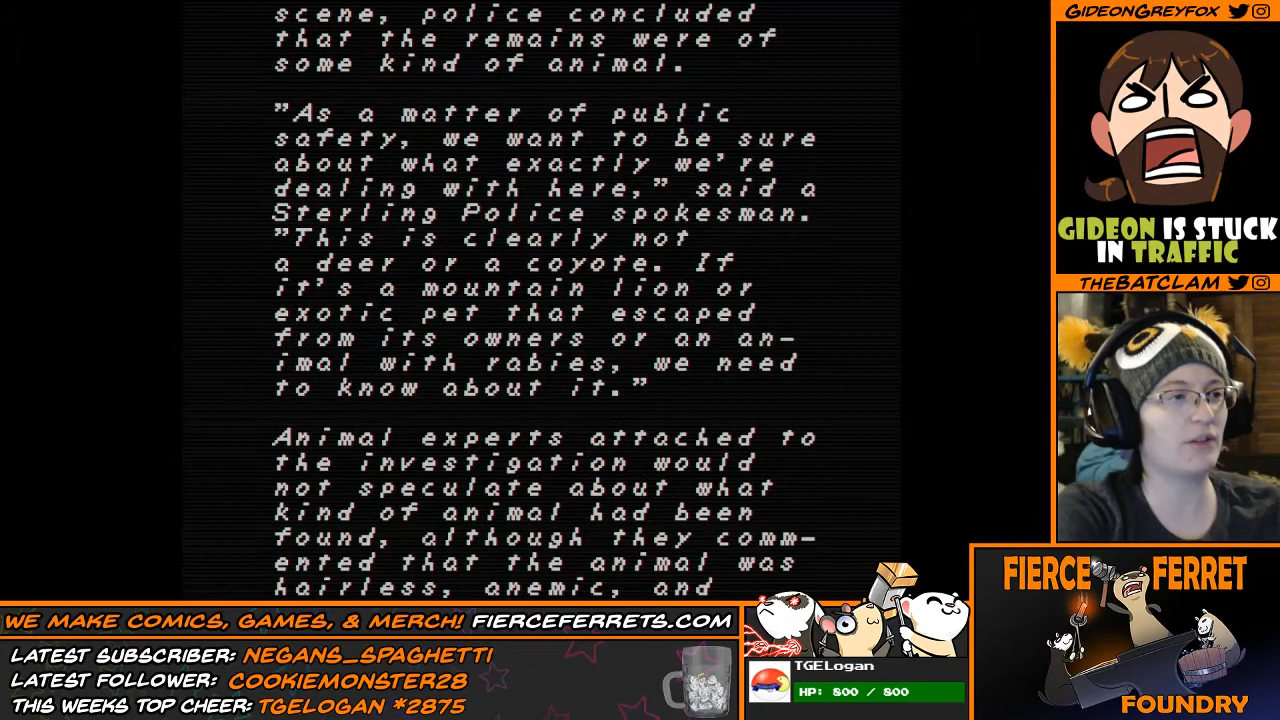 scene, police concluded
that the remains were of
some kind of animal.
"As a matter of public
safety, we want to be sure
about what exactly we're
dealing with here," said a
Sterling Police spokesman.
"This is clearly not
a deer or a coyote. If
it's a mountain lion or
exotic pet that escaped
from its owners or an an-
imal with rabies, we need
to know about it."
Animal experts attached to
the investigation would
not speculate about what
kind of animal had been
found, although they comm-
ented that the animal was
hairless, anemic, and
GIDEONGREYFOX
GIDEON IS STUCK
IN TRAFFIC
THEBATCLAM
FIERCE FERRET
FOUNDRY
WE MAKE COMICS, GAMES, & MERCH! FIERCEFERRETS.COM
LATEST SUBSCRIBER: NEGANS_SPAGHETTI
LATEST FOLLOWER: COOKIEMONSTER28
THIS WEEKS TOP CHEER: TGELOGAN *2875
TGELogan
HP: 800 / 800